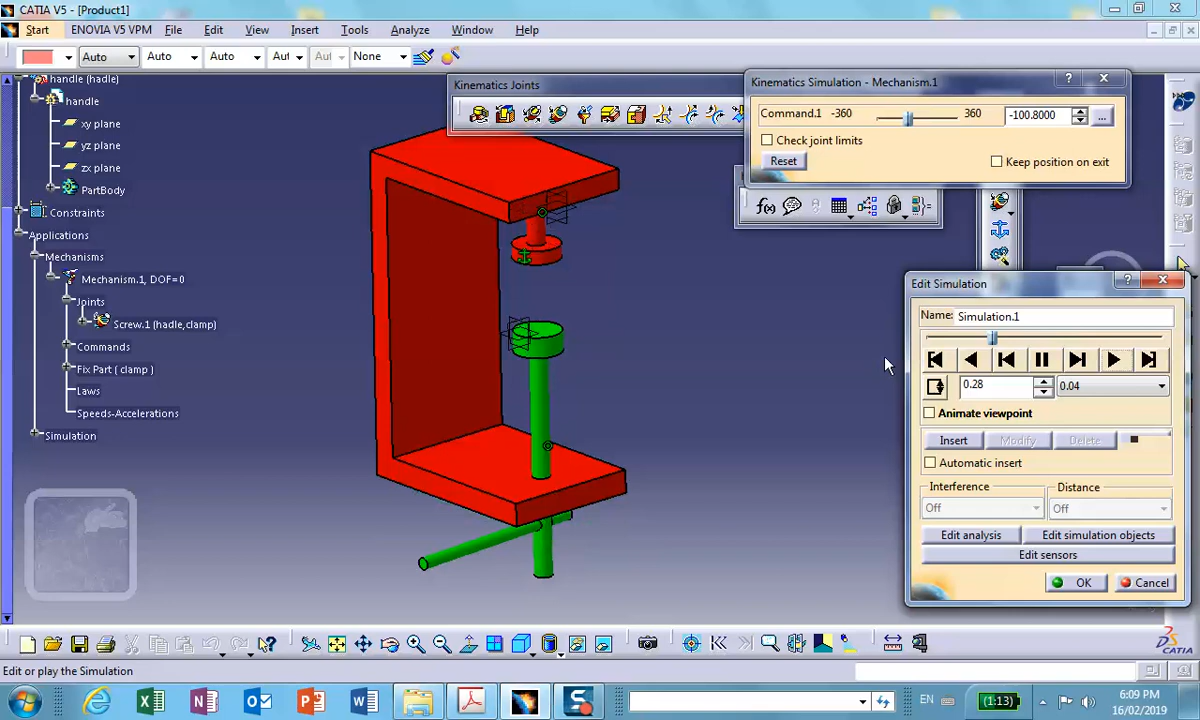 CATIA V5 - [Product1]
Start ENOVIA V5 VPM File Edit View Insert Tools Analyze Window Help
Auto Auto Auto Aut Aut None
handle (hadle)
handle
xy plane
yz plane
zx plane
PartBody
Constraints
Applications
Mechanisms
Mechanism.1, DOF=0
Joints
Screw.1 (hadle,clamp)
Commands
Fix Part ( clamp )
Laws
Speeds-Accelerations
Simulation
Kinematics Joints
Kinematics Simulation - Mechanism.1
Command.1 -360 360 -100.8000 ...
Check joint limits
Reset Keep position on exit
f(x)
Edit Simulation
Name: Simulation.1
0.28 0.04
Animate viewpoint
Insert Modify Delete
Automatic insert
Interference Distance
Off Off
Edit analysis Edit simulation objects
Edit sensors
OK Cancel
CATIA
Edit or play the Simulation
EN (1:13) 6:09 PM
16/02/2019